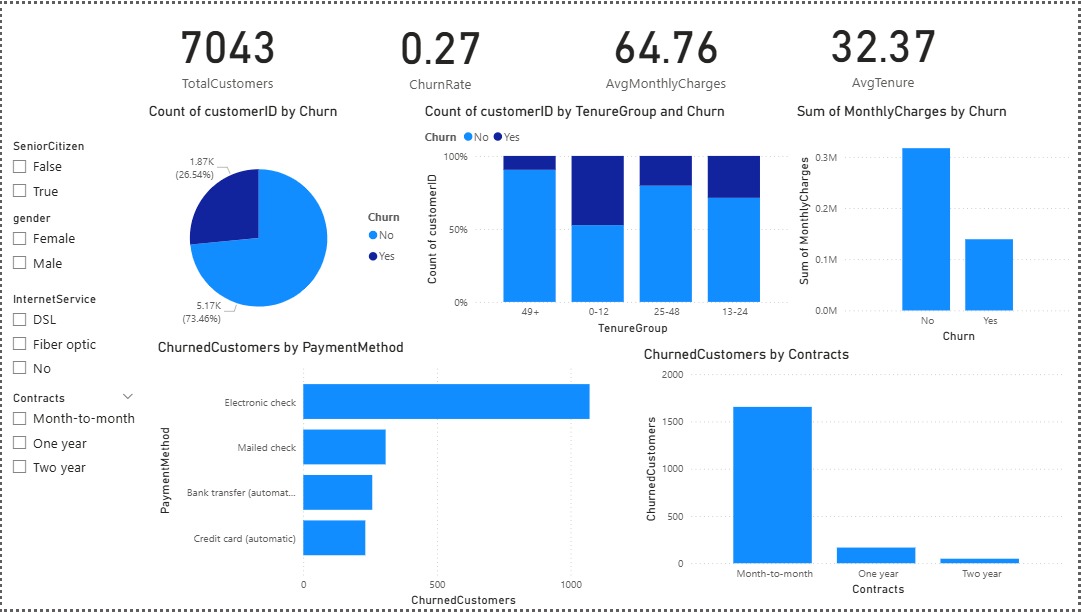 7043
TotalCustomers
0.27
ChurnRate
64.76
AvgMonthlyCharges
32.37
AvgTenure
SeniorCitizen
False
True
gender
Female
Male
InternetService
DSL
Fiber optic
No
Contracts
Month-to-month
One year
Two year
Count of customerID by Churn
1.87K
(26.54%)
5.17K
(73.46%)
Churn
No
Yes
Count of customerID by TenureGroup and Churn
Churn No Yes
Count of customerID
100%
50%
0%
49+ 0-12 25-48 13-24
TenureGroup
Sum of MonthlyCharges by Churn
Sum of MonthlyCharges
0.3M
0.2M
0.1M
0.0M
No Yes
Churn
ChurnedCustomers by PaymentMethod
PaymentMethod
Electronic check
Mailed check
Bank transfer (automat...
Credit card (automatic)
0 500 1000
ChurnedCustomers
ChurnedCustomers by Contracts
ChurnedCustomers
2000
1500
1000
500
0
Month-to-month One year Two year
Contracts